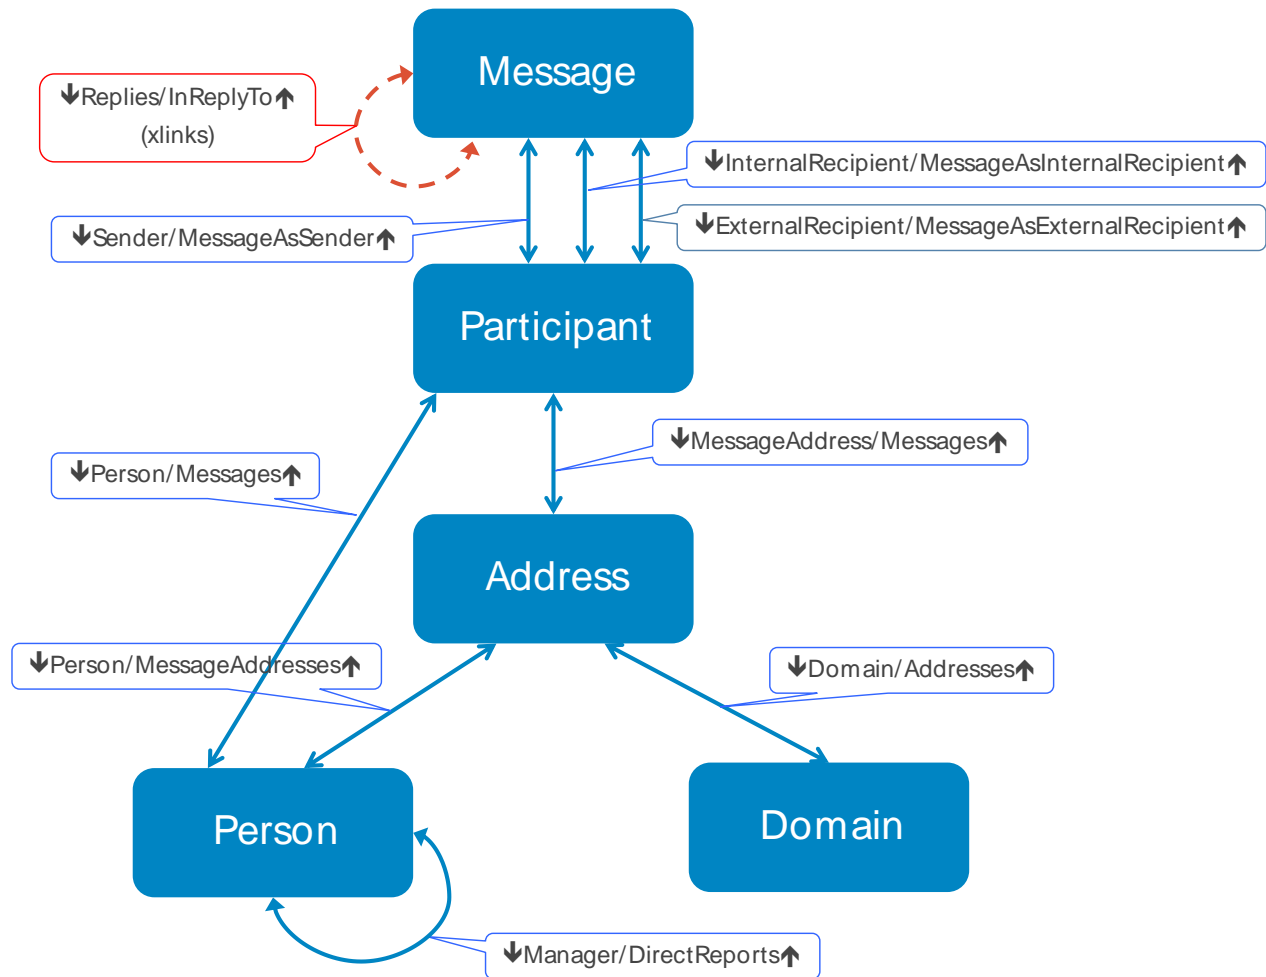 Message
🡫Replies/InReplyTo🡩
(xlinks)
🡫InternalRecipient/MessageAsInternalRecipient🡩
🡫Sender/MessageAsSender🡩
🡫ExternalRecipient/MessageAsExternalRecipient🡩
Participant
🡫MessageAddress/Messages🡩
🡫Person/Messages🡩
Address
🡫Person/MessageAddresses🡩
🡫Domain/Addresses🡩
Person
Domain
🡫Manager/DirectReports🡩